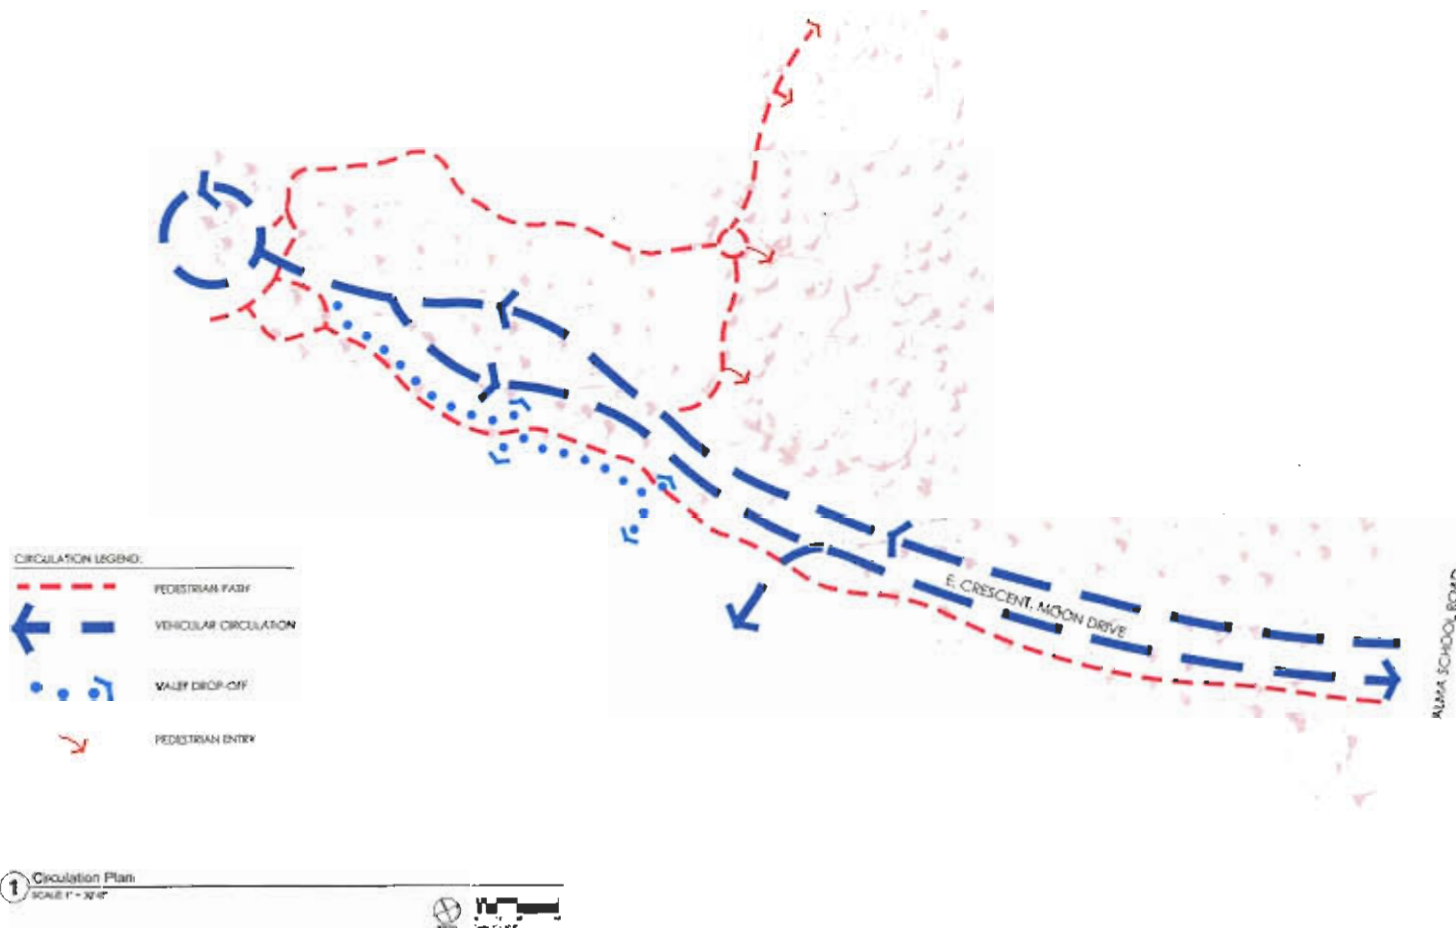 E. CRESCENT MOON DRIVE
ALMA SCHOOL ROAD
CIRCULATION LEGEND:
PEDESTRIAN PATH
VEHICULAR CIRCULATION
VALET DROP-OFF
PEDESTRIAN ENTRY
1
Circulation Plan